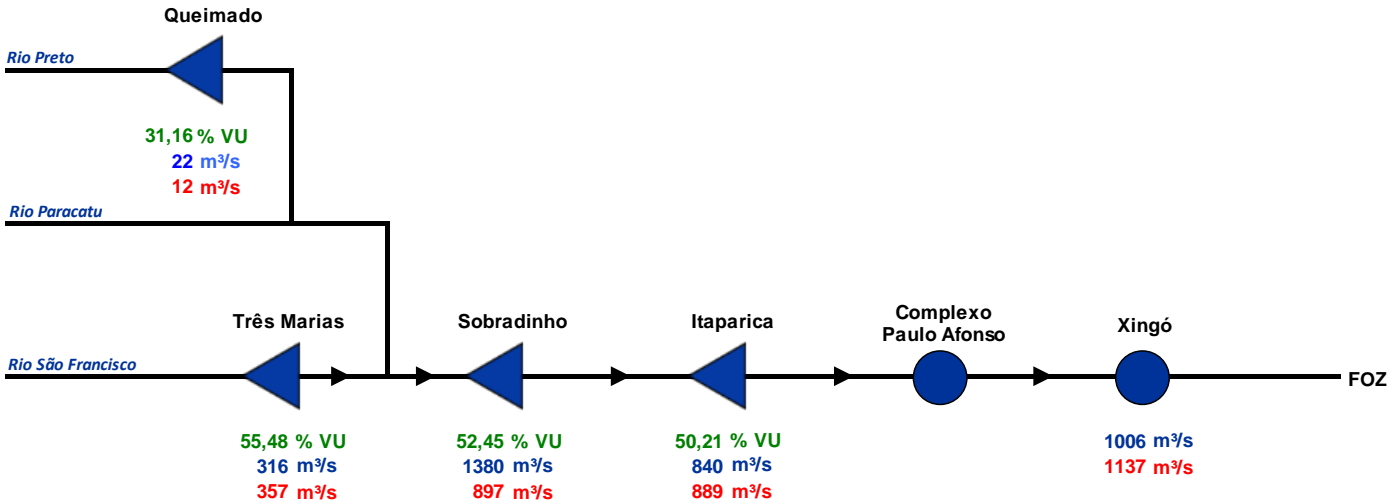 Queimado
Rio Preto
31,16 % VU
22 m³/s
12 m³/s
Rio Paracatu
Três Marias
Sobradinho
Itaparica
Complexo
Paulo Afonso
Xingó
Rio São Francisco
FOZ
55,48 % VU
316 m³/s
357 m³/s
52,45 % VU
1380 m³/s
897 m³/s
50,21 % VU
840 m³/s
889 m³/s
1006 m³/s
1137 m³/s